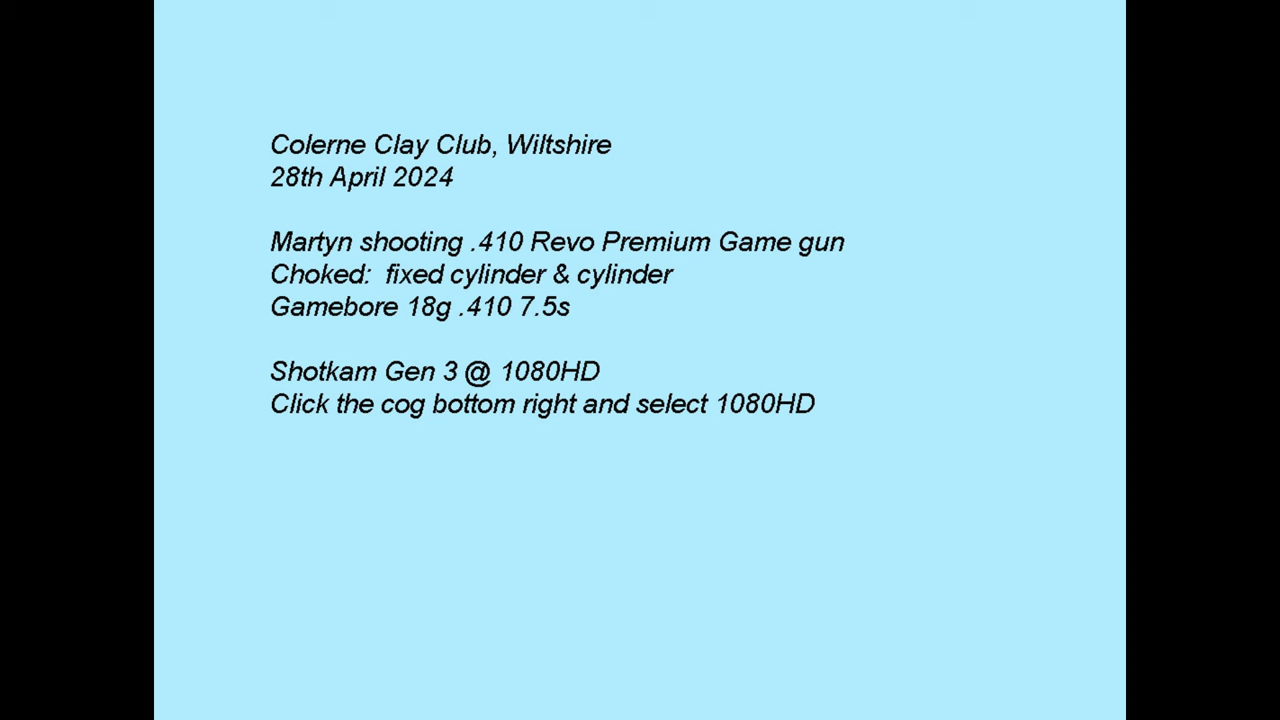 Colerne Clay Club, Wiltshire
28th April 2024
Martyn shooting .410 Revo Premium Game gun
Choked:  fixed cylinder & cylinder
Gamebore 18g .410 7.5s
Shotkam Gen 3 @ 1080HD
Click the cog bottom right and select 1080HD